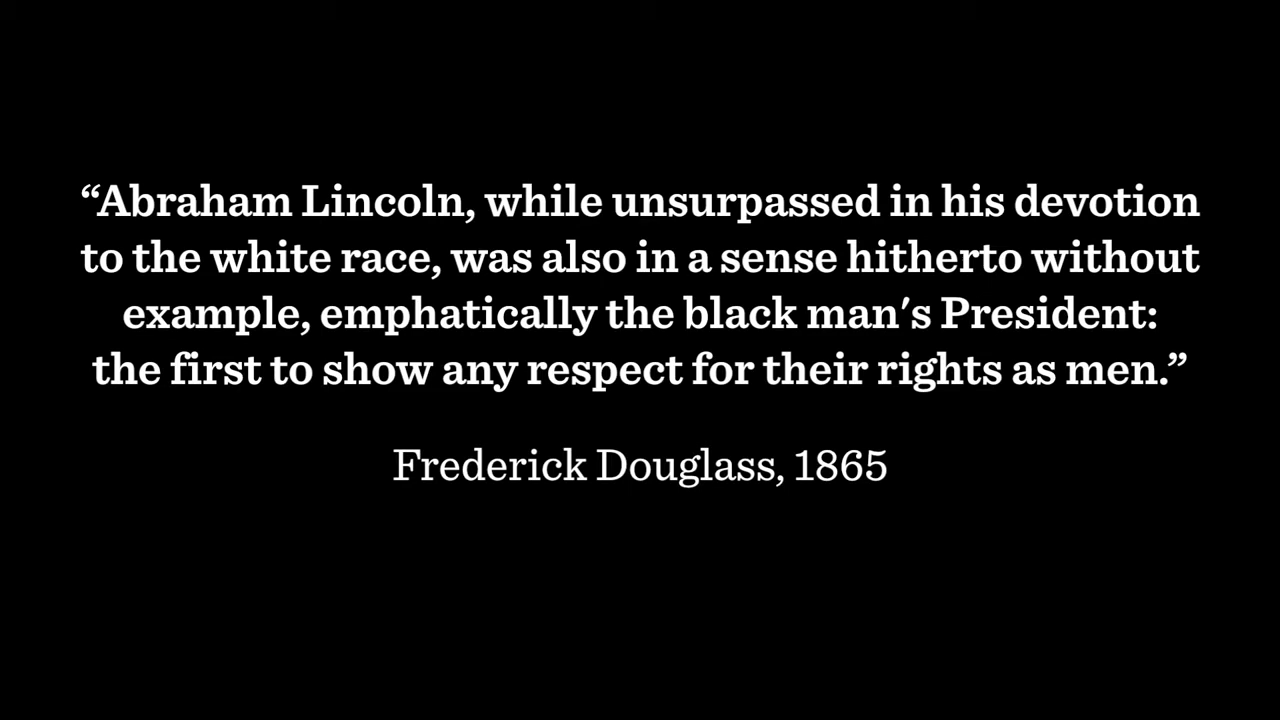 “Abraham Lincoln, while unsurpassed in his devotion
to the white race, was also in a sense hitherto without
example, emphatically the black man's President:
the first to show any respect for their rights as men.”
Frederick Douglass, 1865